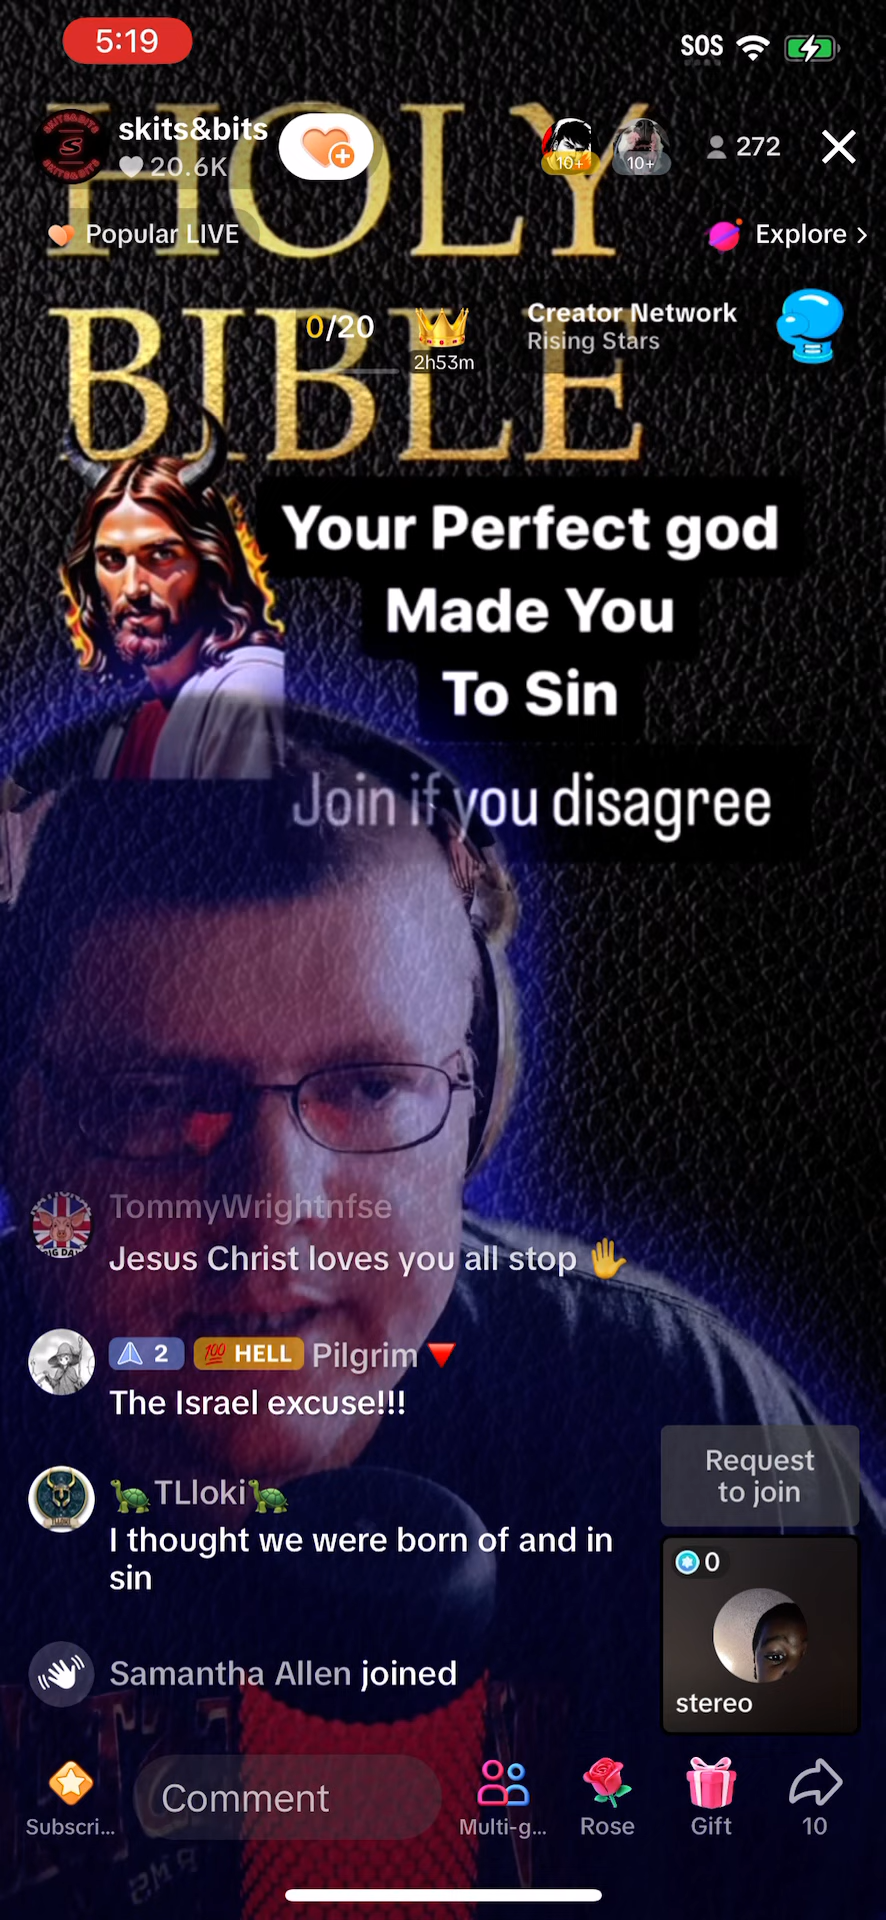 5:19
SOS
HOLY
BIBLE
skits&bits
20.6K
10+
10+
272
Popular LIVE
Explore >
0/20
2h53m
Creator Network
Rising Stars
Your Perfect god
Made You
To Sin
Join if you disagree
TommyWrightnfse
Jesus Christ loves you all stop ✋
2 💯 HELL Pilgrim 🔻
The Israel excuse!!!
🐢TLloki🐢
I thought we were born of and in
sin
Samantha Allen joined
Request
to join
0
stereo
Comment
Subscri...
Multi-g...
Rose
Gift
10